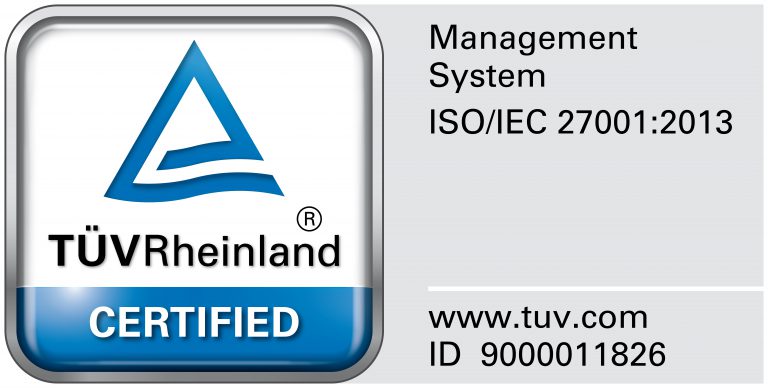 TÜVRheinland®
CERTIFIED
Management
System
ISO/IEC 27001:2013
www.tuv.com
ID 9000011826